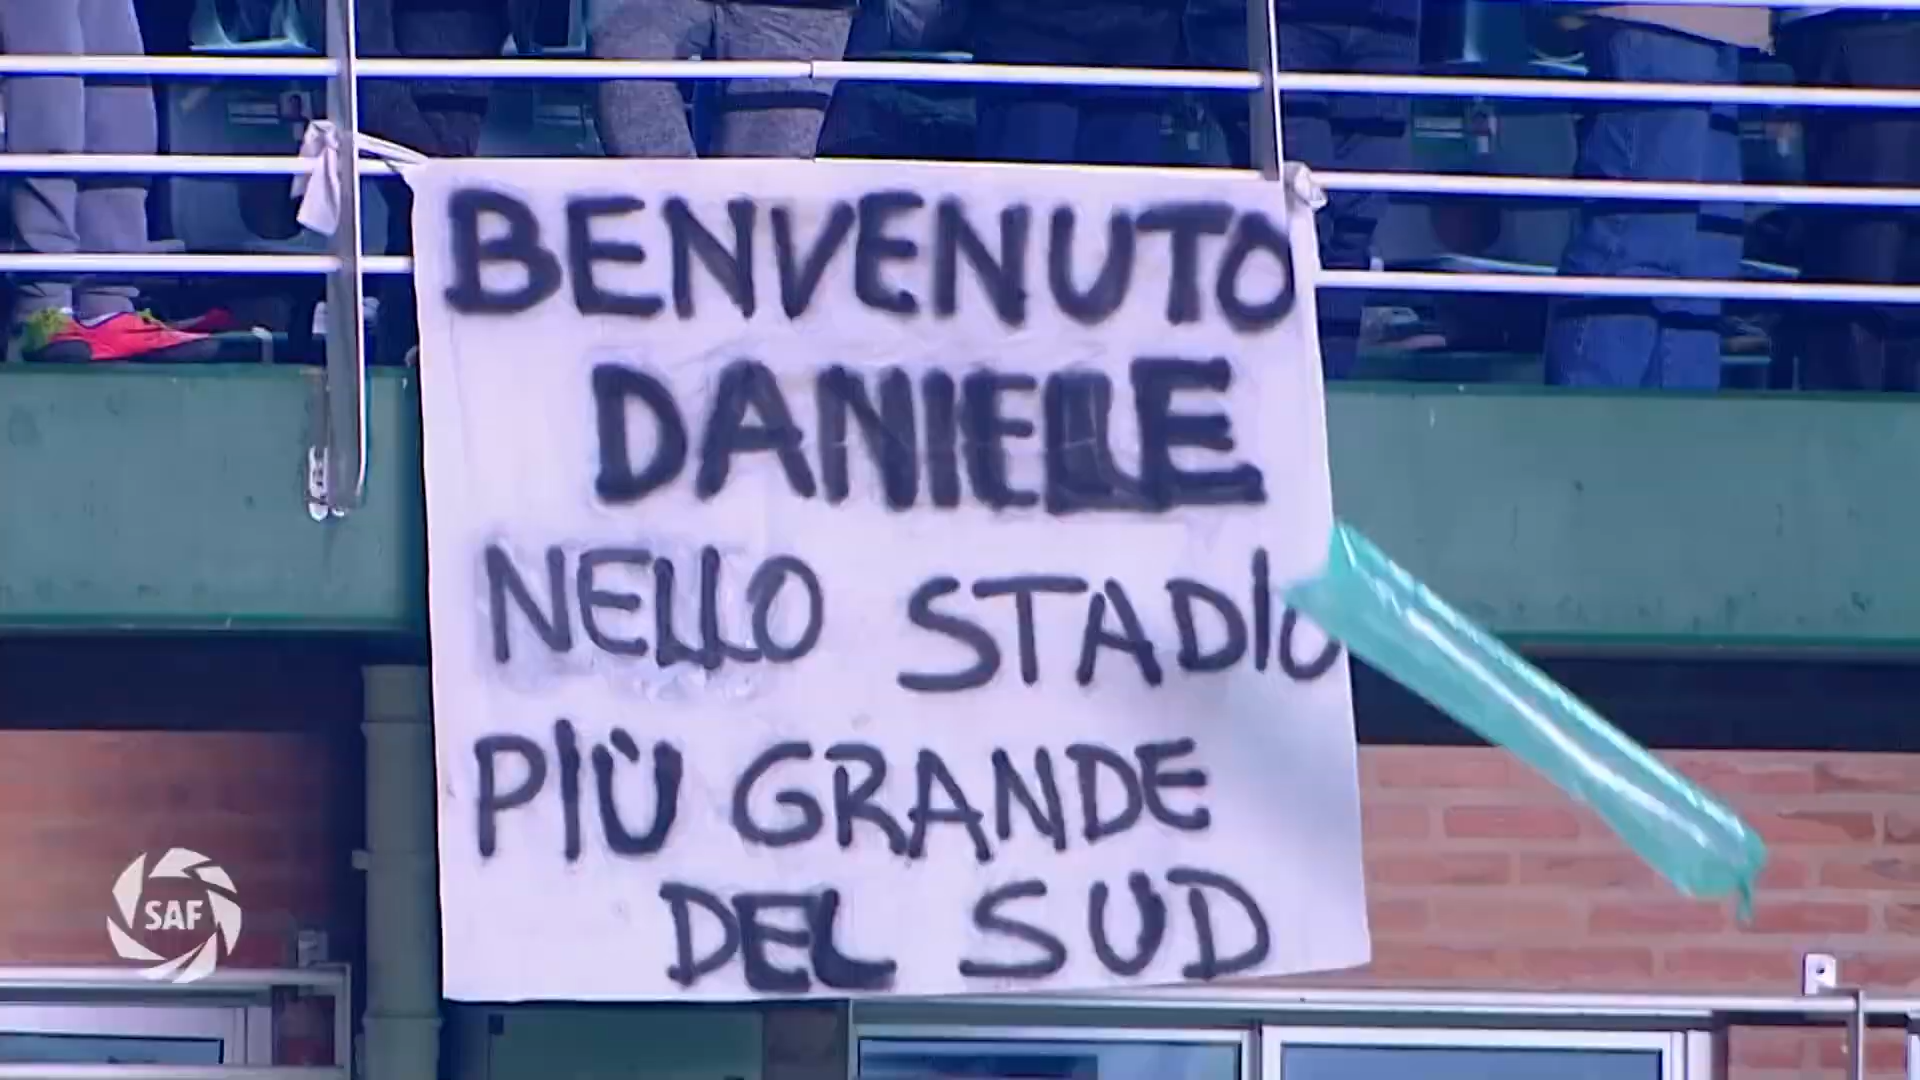 BENVENUTO
DANIELE
NELLO STADIO
PIÙ GRANDE
DEL SUD
SAF